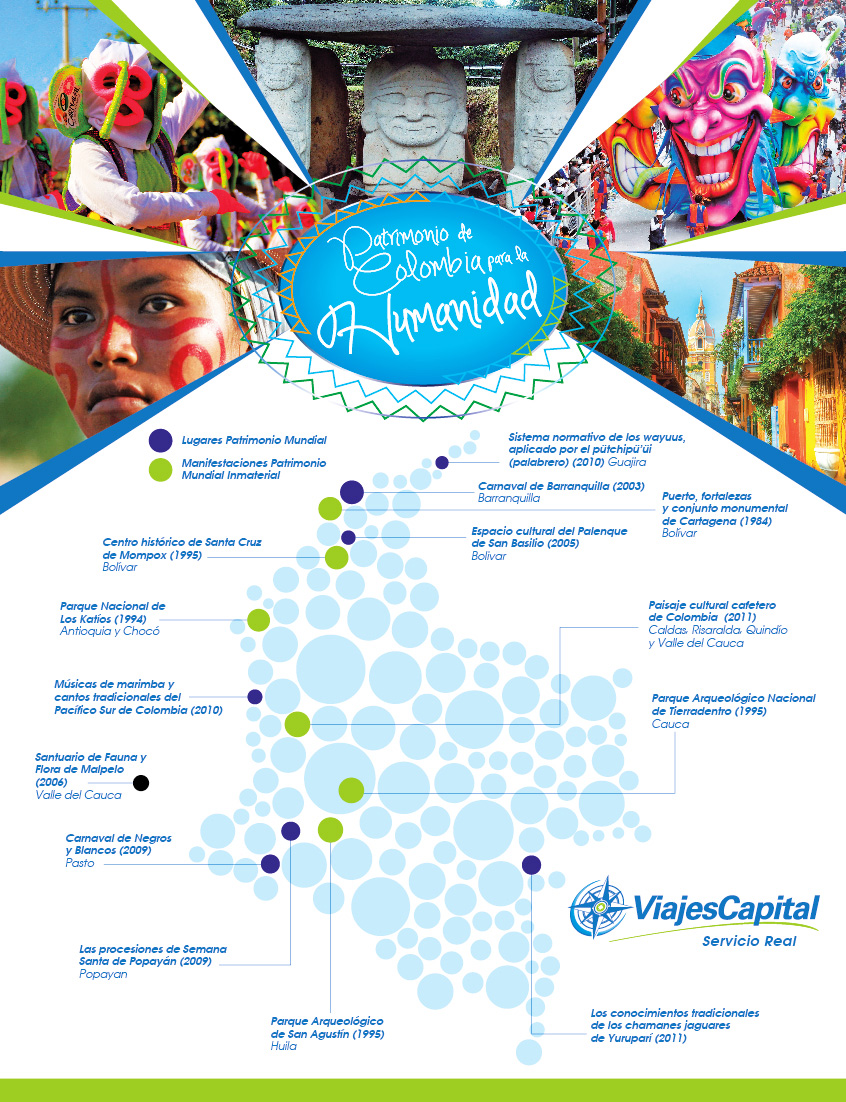 Patrimonio de
Colombia para la
Humanidad
Lugares Patrimonio Mundial
Manifestaciones Patrimonio
Mundial Inmaterial
Sistema normativo de los wayuus,
aplicado por el pütchipü'üi
(palabrero) (2010) Guajira
Carnaval de Barranquilla (2003)
Barranquilla
Puerto, fortalezas
y conjunto monumental
de Cartagena (1984)
Bolívar
Espacio cultural del Palenque
de San Basilio (2005)
Bolivar
Centro histórico de Santa Cruz
de Mompox (1995)
Bolívar
Parque Nacional de
Los Katíos (1994)
Antioquia y Chocó
Paisaje cultural cafetero
de Colombia (2011)
Caldas, Risaralda, Quindío
y Valle del Cauca
Músicas de marimba y
cantos tradicionales del
Pacífico Sur de Colombia (2010)
Parque Arqueológico Nacional
de Tierradentro (1995)
Cauca
Santuario de Fauna y
Flora de Malpelo
(2006)
Valle del Cauca
Carnaval de Negros
y Blancos (2009)
Pasto
ViajesCapital
Servicio Real
Las procesiones de Semana
Santa de Popayán (2009)
Popayan
Parque Arqueológico
de San Agustín (1995)
Huila
Los conocimientos tradicionales
de los chamanes jaguares
de Yuruparí (2011)